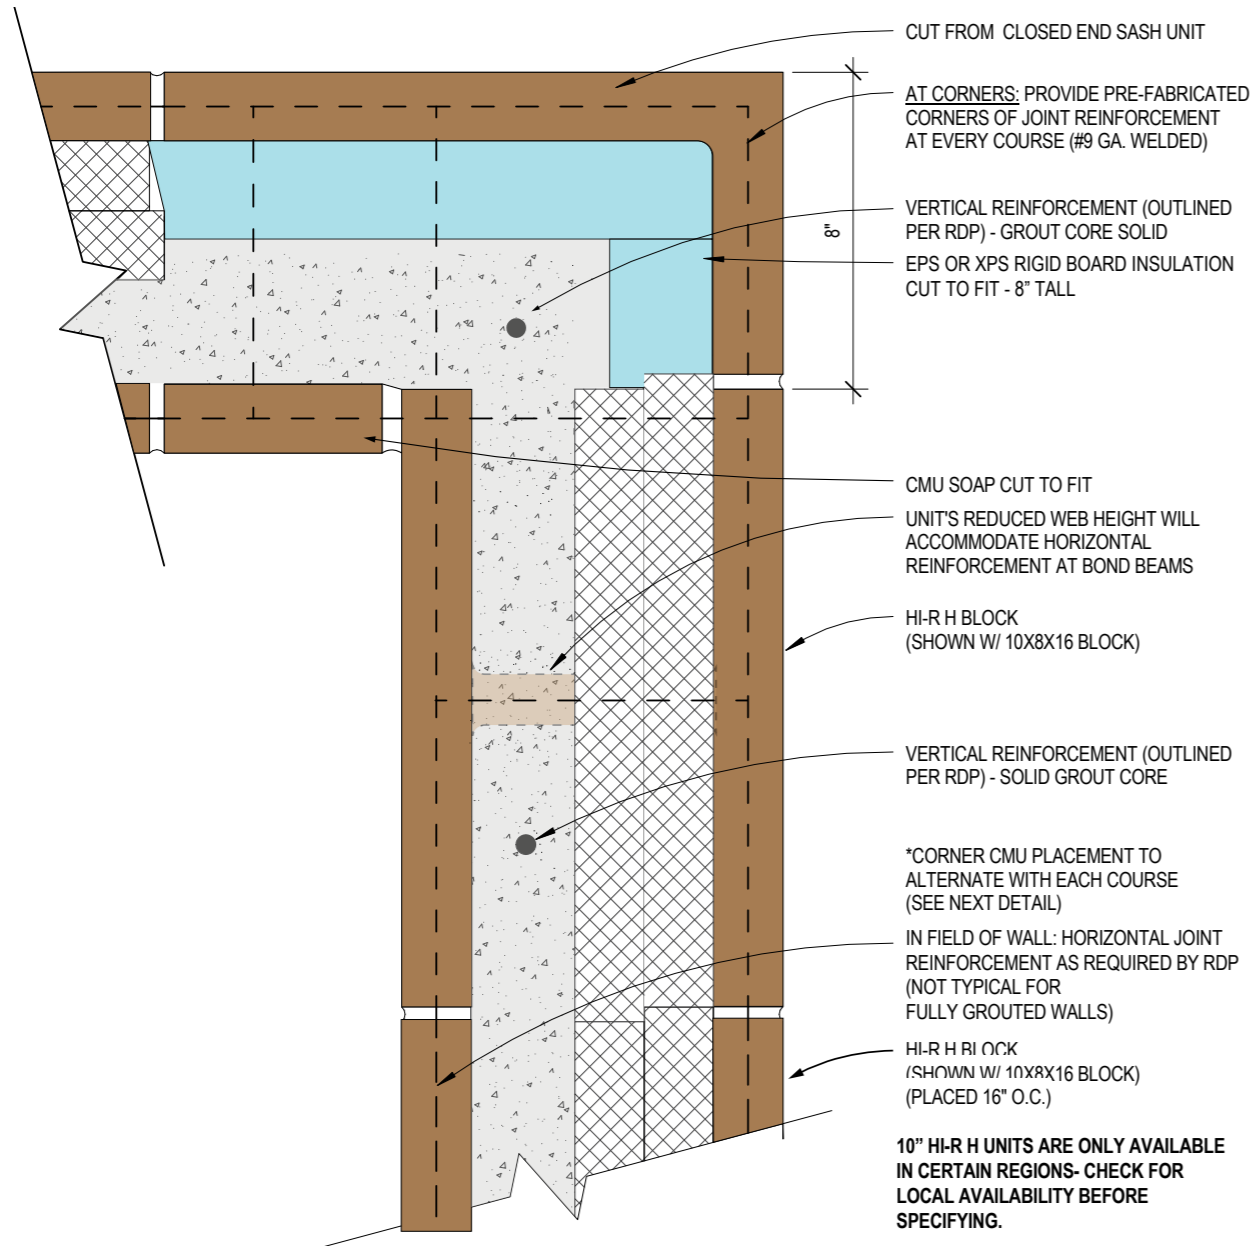 CUT FROM CLOSED END SASH UNIT
AT CORNERS: PROVIDE PRE-FABRICATED
CORNERS OF JOINT REINFORCEMENT
AT EVERY COURSE (#9 GA. WELDED)
VERTICAL REINFORCEMENT (OUTLINED
PER RDP) - GROUT CORE SOLID
8"
EPS OR XPS RIGID BOARD INSULATION
CUT TO FIT - 8" TALL
CMU SOAP CUT TO FIT
UNIT'S REDUCED WEB HEIGHT WILL
ACCOMMODATE HORIZONTAL
REINFORCEMENT AT BOND BEAMS
HI-R H BLOCK
(SHOWN W/ 10X8X16 BLOCK)
VERTICAL REINFORCEMENT (OUTLINED
PER RDP) - SOLID GROUT CORE
*CORNER CMU PLACEMENT TO
ALTERNATE WITH EACH COURSE
(SEE NEXT DETAIL)
IN FIELD OF WALL: HORIZONTAL JOINT
REINFORCEMENT AS REQUIRED BY RDP
(NOT TYPICAL FOR
FULLY GROUTED WALLS)
HI-R H BLOCK
(SHOWN W/ 10X8X16 BLOCK)
(PLACED 16" O.C.)
10" HI-R H UNITS ARE ONLY AVAILABLE
IN CERTAIN REGIONS- CHECK FOR
LOCAL AVAILABILITY BEFORE
SPECIFYING.